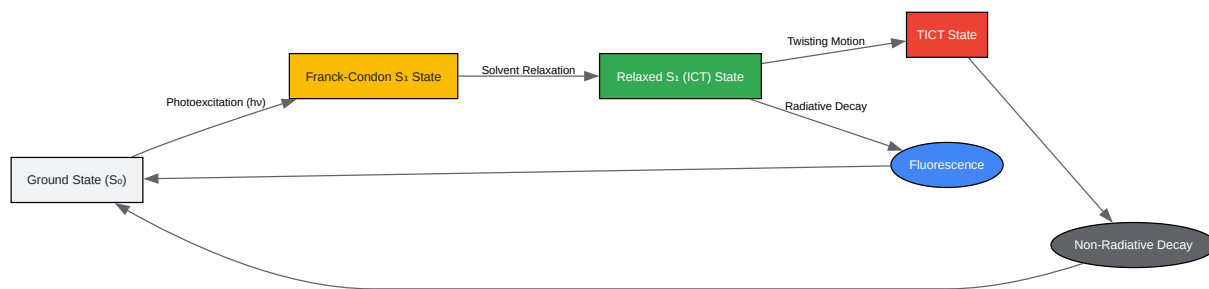 TICT State
Twisting Motion
Franck-Condon S₁ State
Solvent Relaxation
Relaxed S₁ (ICT) State
Photoexcitation (hν)
Radiative Decay
Fluorescence
Ground State (S₀)
Non-Radiative Decay